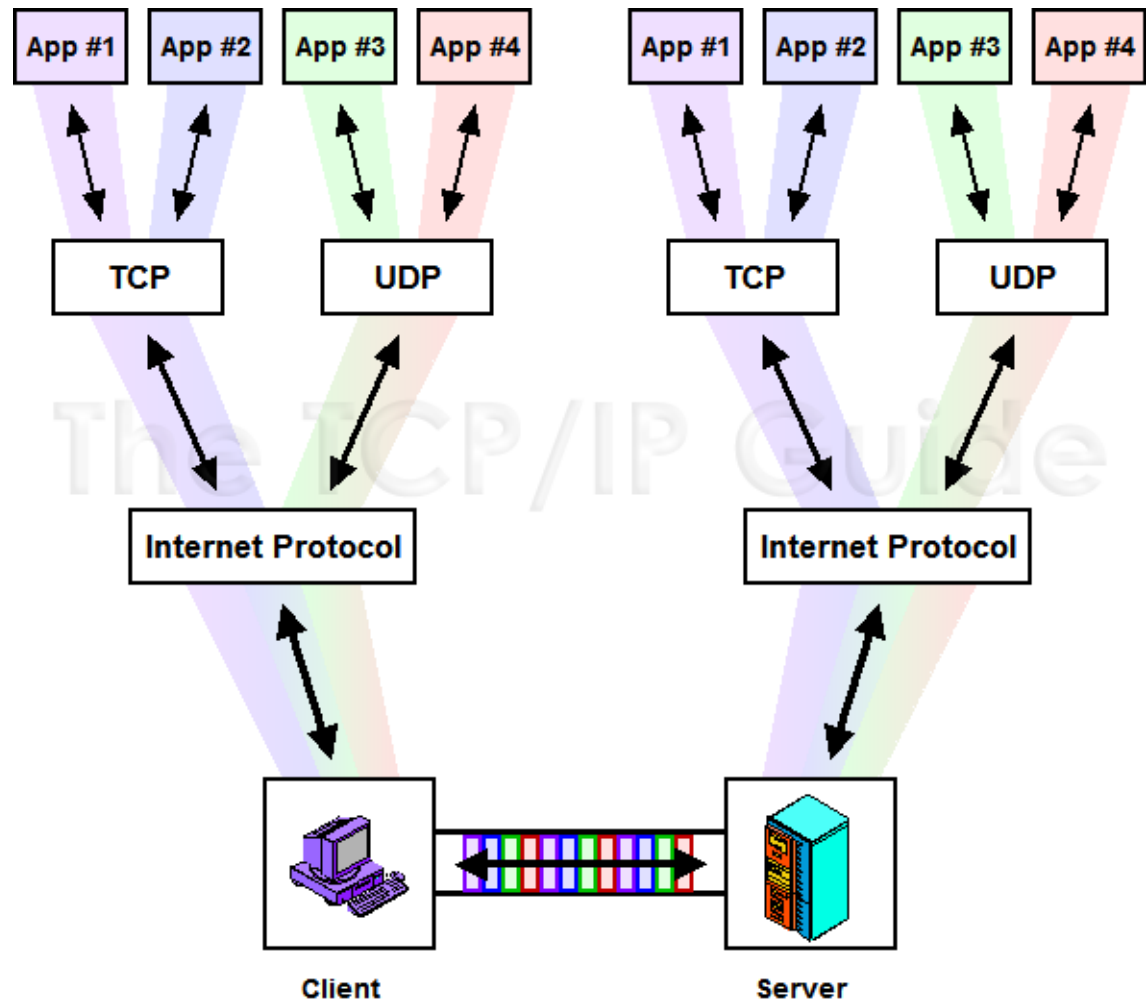 App #1 App #2 App #3 App #4 App #1 App #2 App #3 App #4
TCP UDP TCP UDP
The TCP/IP Guide
Internet Protocol Internet Protocol
Client Server